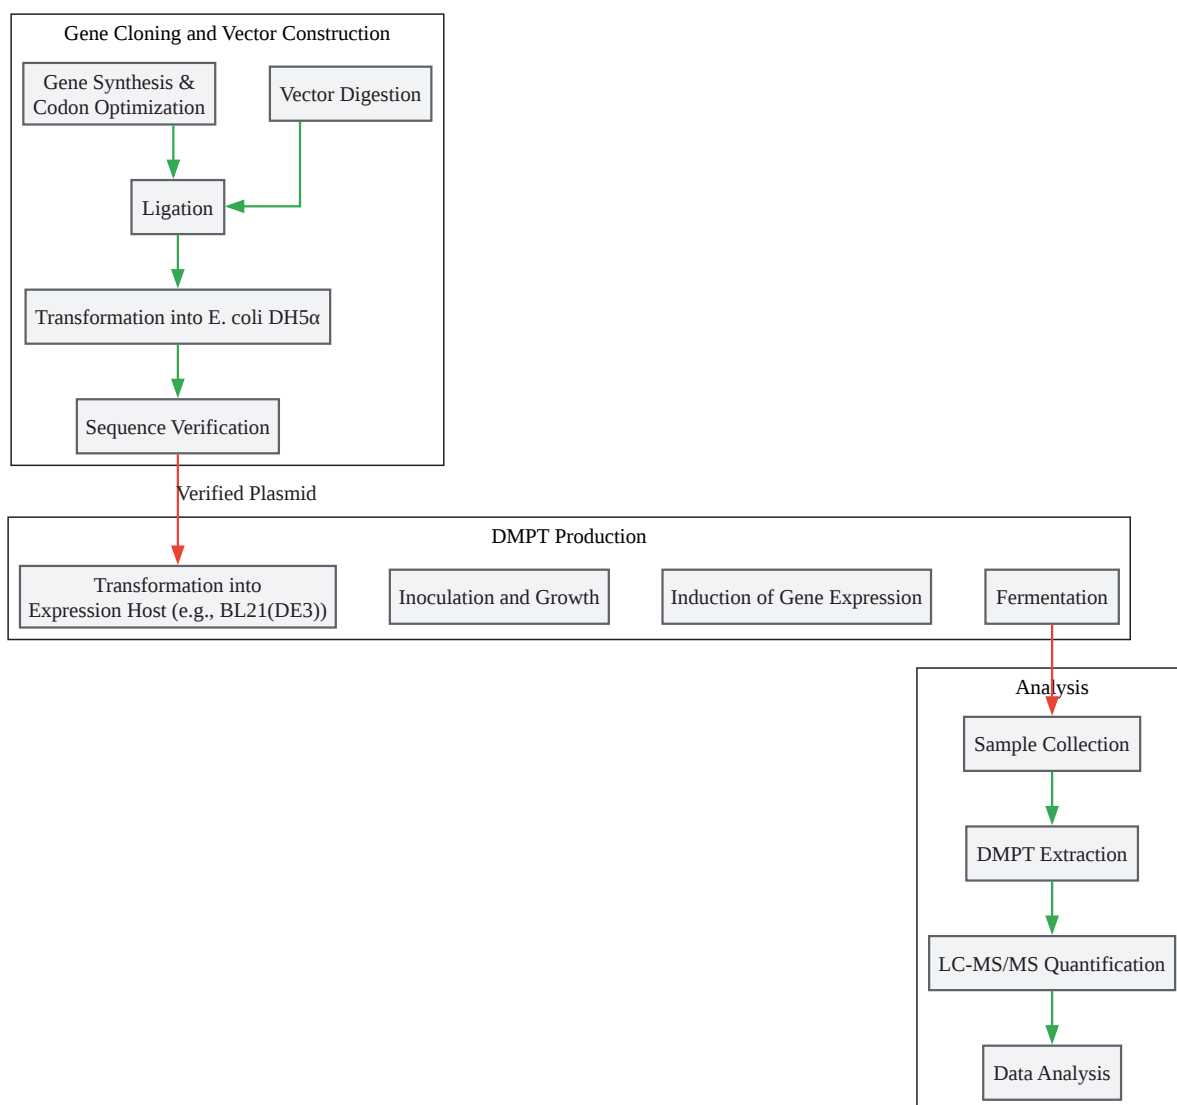 Gene Cloning and Vector Construction
Gene Synthesis &
Codon Optimization
Vector Digestion
Ligation
Transformation into E. coli DH5α
Sequence Verification
Verified Plasmid
DMPT Production
Transformation into
Expression Host (e.g., BL21(DE3))
Inoculation and Growth
Induction of Gene Expression
Fermentation
Analysis
Sample Collection
DMPT Extraction
LC-MS/MS Quantification
Data Analysis